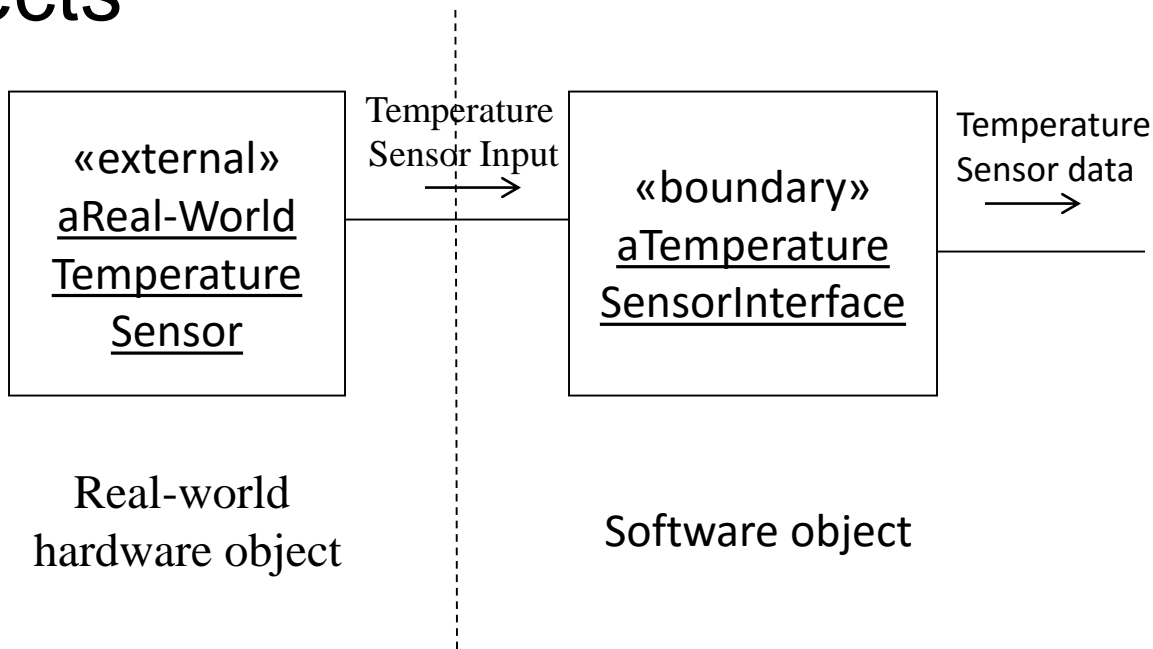 «external»
aReal-World
Temperature
Sensor
Temperature
Sensor Input
«boundary»
aTemperature
SensorInterface
Temperature
Sensor data
Real-world
hardware object
Software object